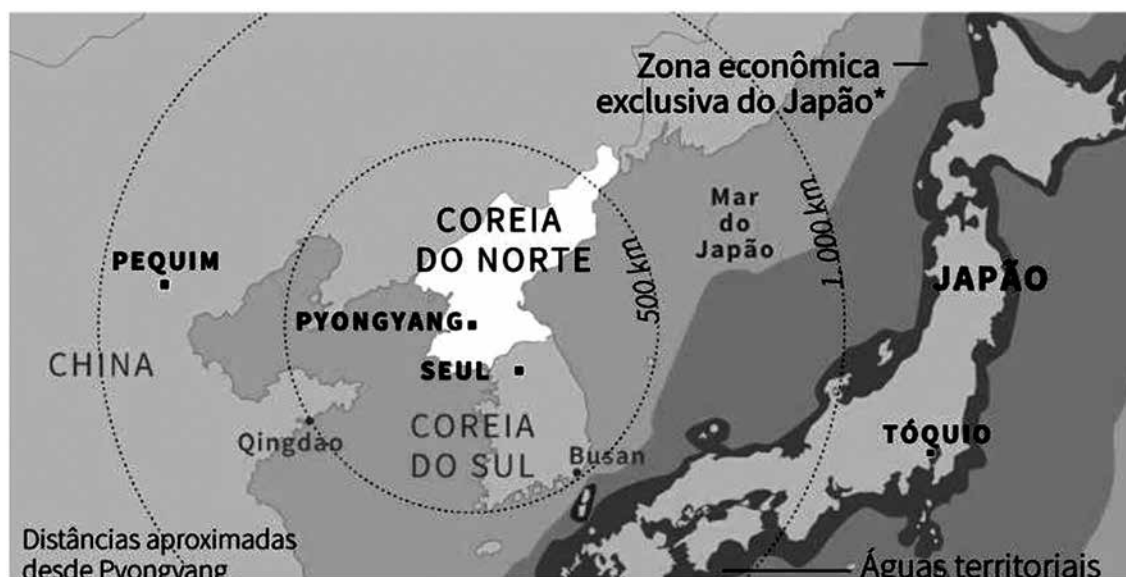 Zona econômica
exclusiva do Japão*
Mar
do
Japão
1.000 km
500 km
COREIA
DO NORTE
PEQUIM
PYONGYANG
JAPÃO
CHINA
SEUL
Qingdao
COREIA
DO SUL
Busan
TÓQUIO
Distâncias aproximadas
desde Pyongyang
Águas territoriais